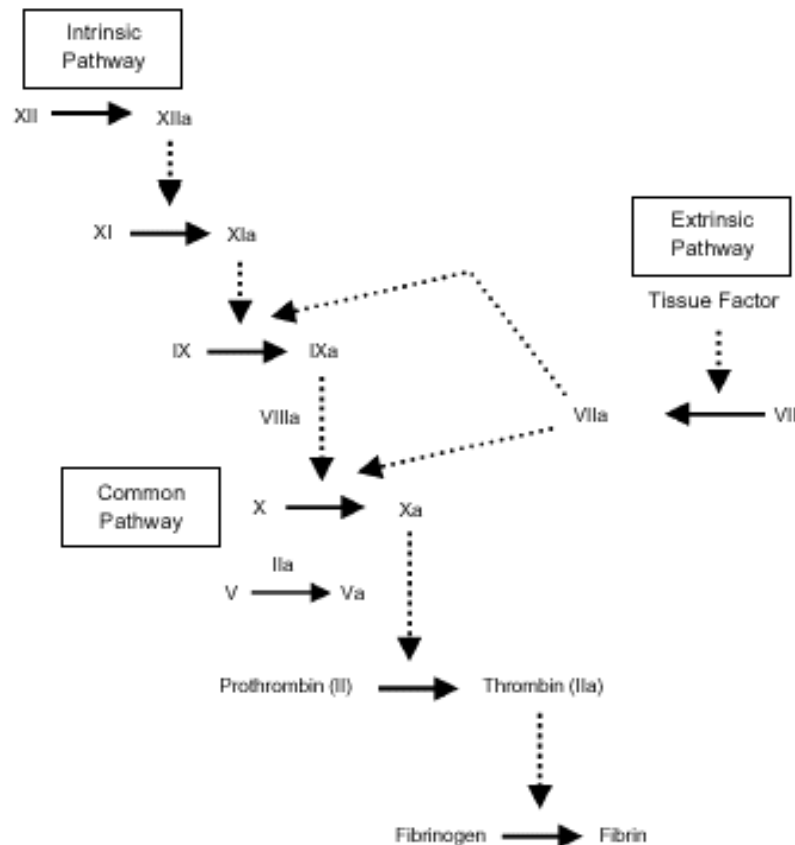 Intrinsic
Pathway
XII
XIIa
XI
XIa
Extrinsic
Pathway
Tissue Factor
IX
IXa
VIIIa
VIIa
VII
Common
Pathway
X
Xa
IIa
V
Va
Prothrombin (II)
Thrombin (IIa)
Fibrinogen
Fibrin